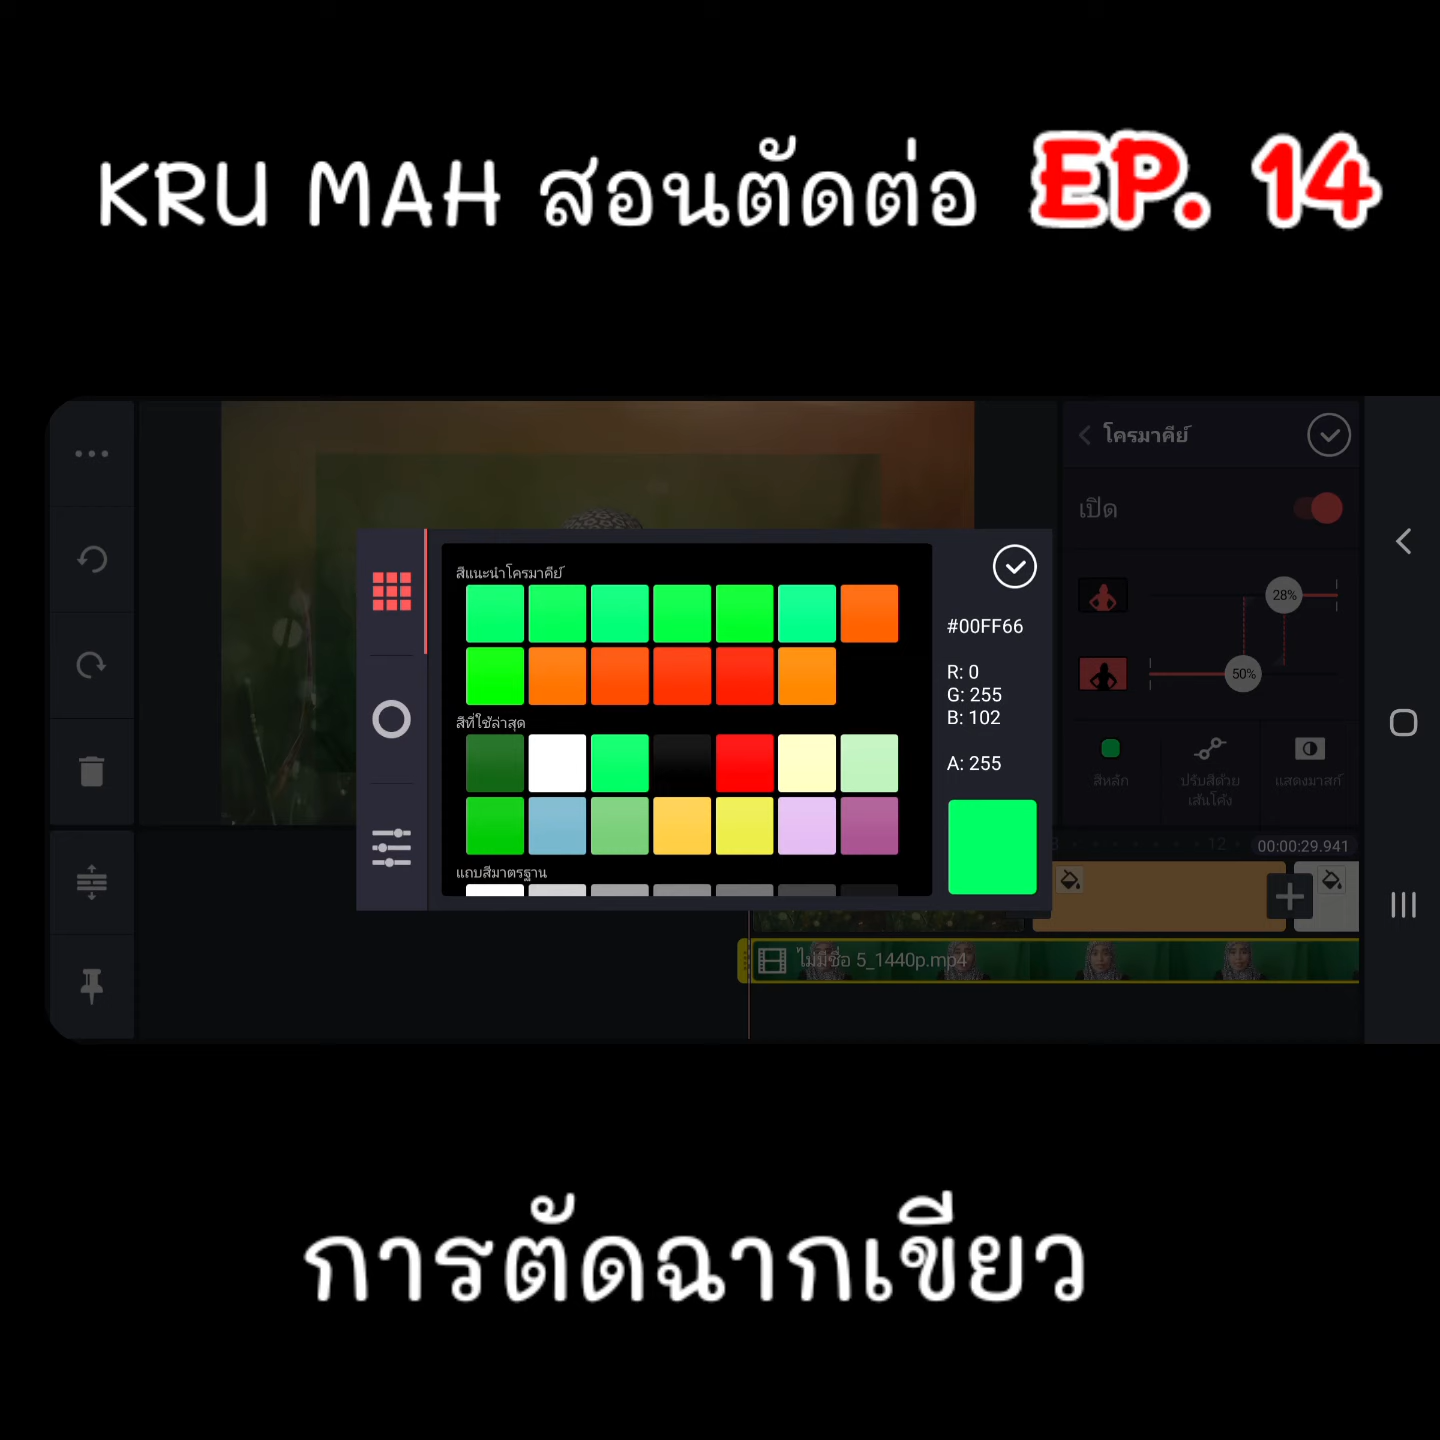 KRU MAH สอนตัดต่อ EP. 14
โครมาคีย์
เปิด
28%
50%
สีหลัก
ปรับสีด้วย
เส้นโค้ง
แสดงมาสก์
สีแนะนำโครมาคีย์
สีที่ใช้ล่าสุด
แถบสีมาตรฐาน
#00FF66
R: 0
G: 255
B: 102
A: 255
12
00:00:29.941
ไม่มีชื่อ 5_1440p.mp4
การตัดฉากเขียว